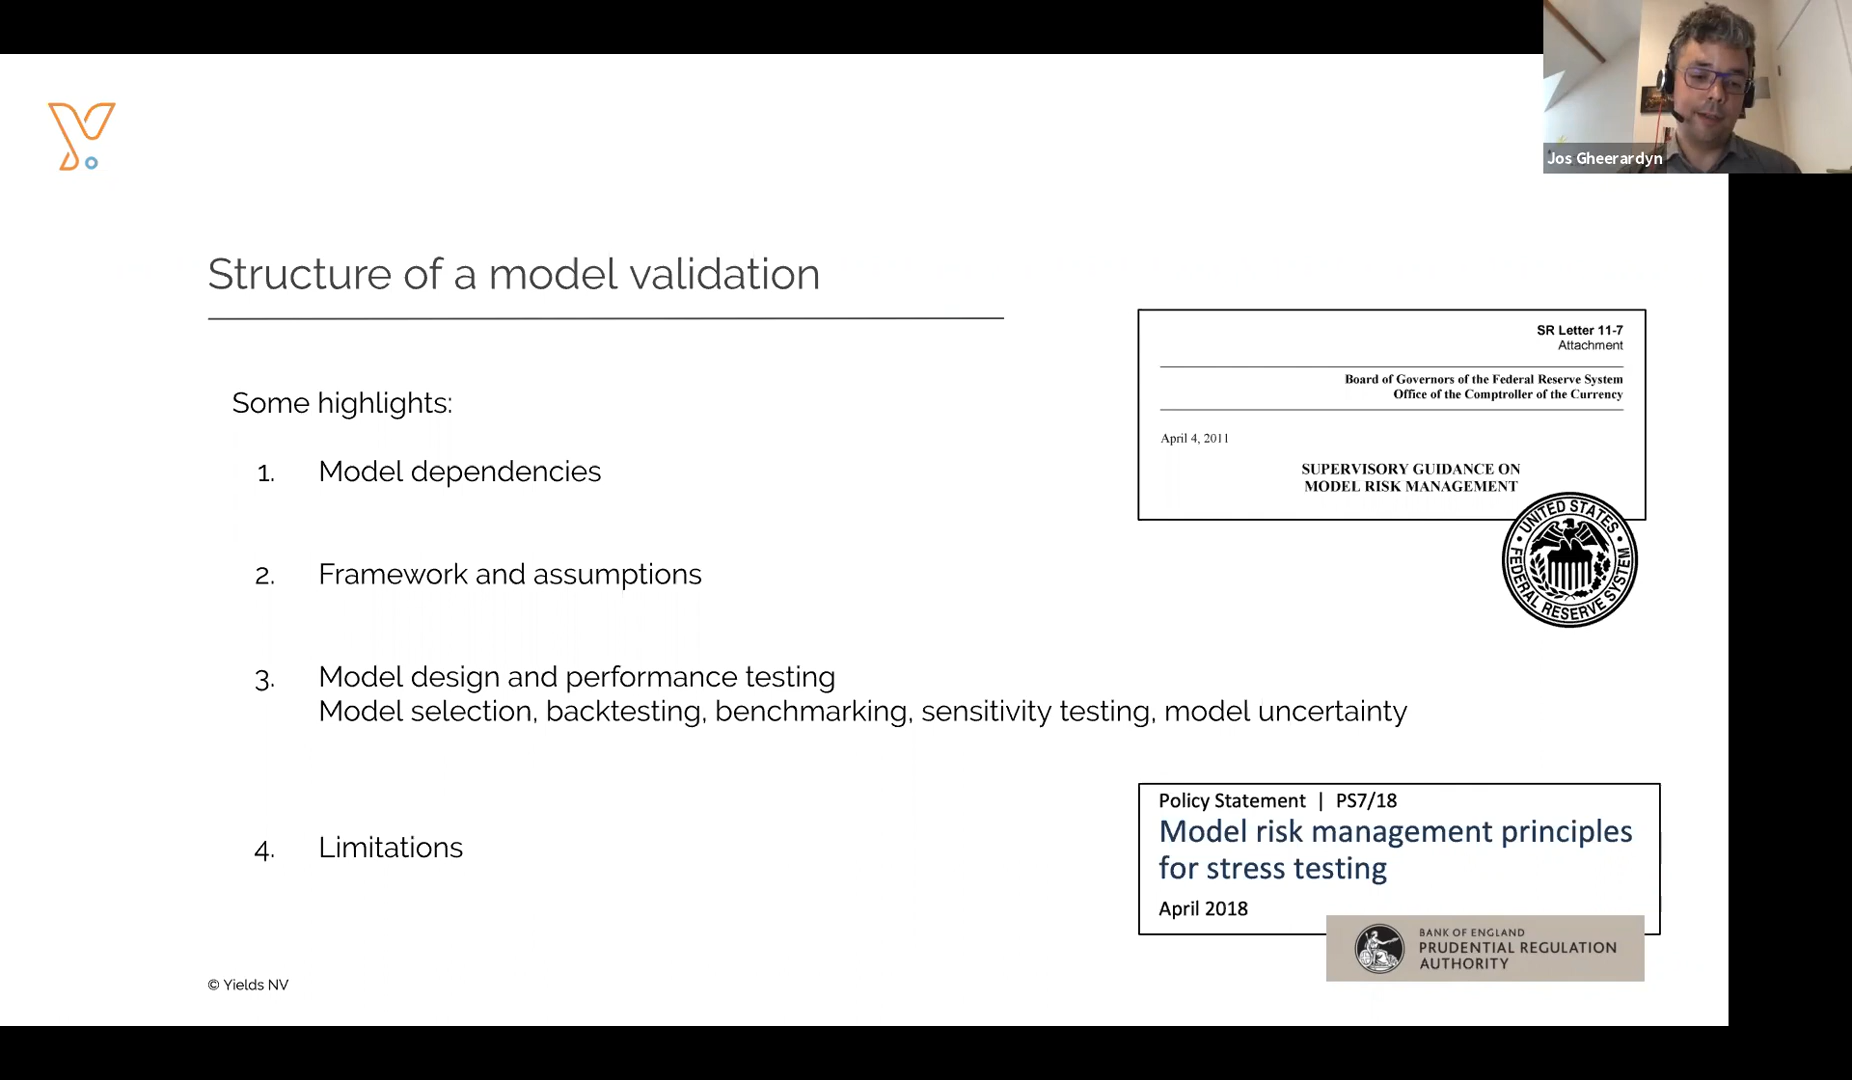 Jos Gheerardyn
Structure of a model validation
Some highlights:
1. Model dependencies
2. Framework and assumptions
3. Model design and performance testing
Model selection, backtesting, benchmarking, sensitivity testing, model uncertainty
4. Limitations
SR Letter 11-7
Attachment
Board of Governors of the Federal Reserve System
Office of the Comptroller of the Currency
April 4, 2011
SUPERVISORY GUIDANCE ON
MODEL RISK MANAGEMENT
UNITED STATES
FEDERAL RESERVE SYSTEM
Policy Statement | PS7/18
Model risk management principles
for stress testing
April 2018
BANK OF ENGLAND
PRUDENTIAL REGULATION
AUTHORITY
© Yields NV